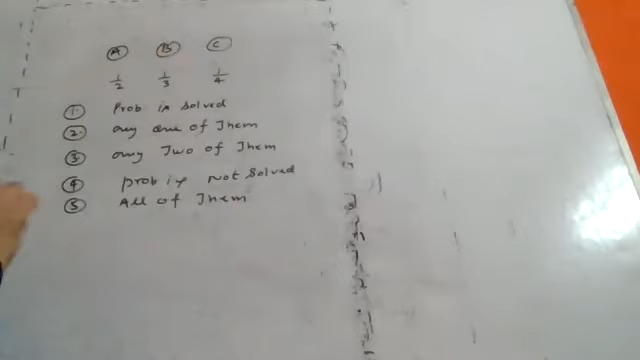 A B C
1/2 1/3 1/4
1. Prob is solved
2. any one of Them
3. any Two of Them
4. prob is Not solved
5. All of Them